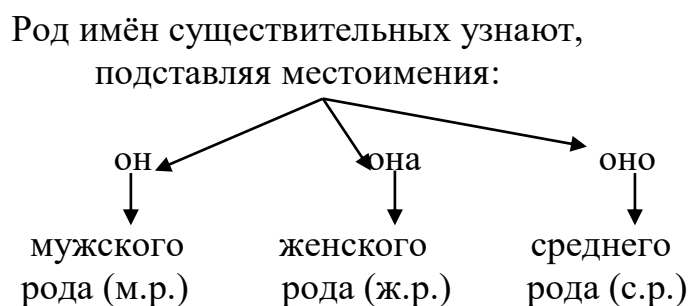 Род имён существительных узнают,
подставляя местоимения:
он она оно
мужского женского среднего
рода (м.р.) рода (ж.р.) рода (с.р.)